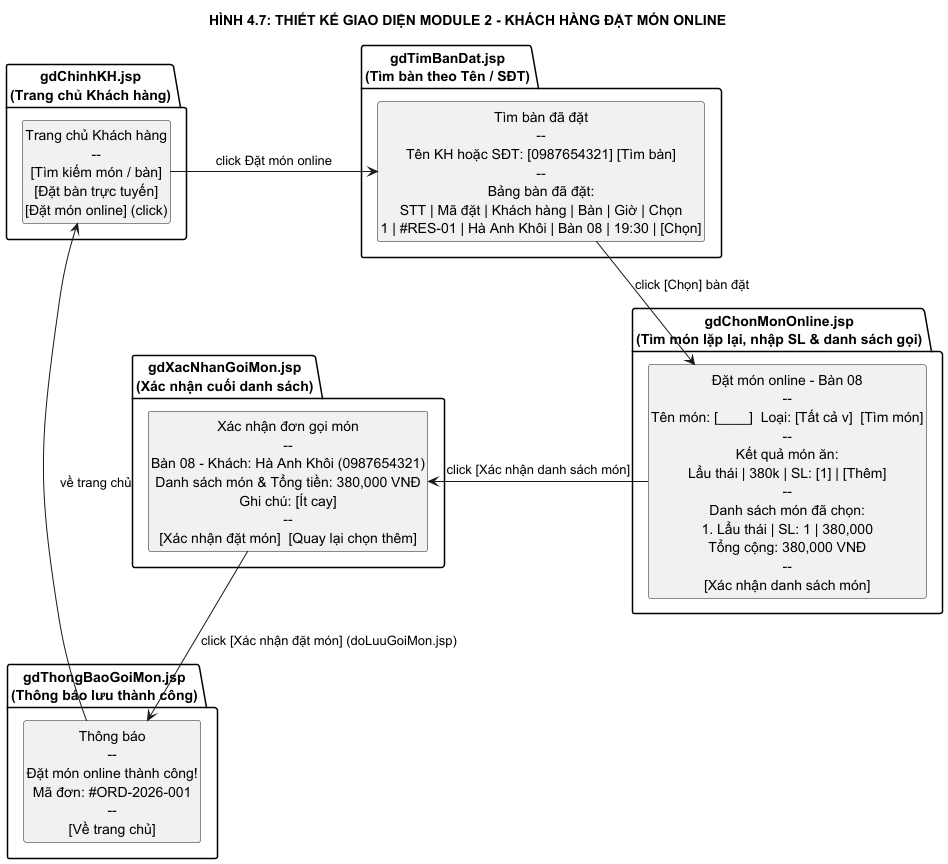 HÌNH 4.7: THIẾT KẾ GIAO DIỆN MODULE 2 - KHÁCH HÀNG ĐẶT MÓN ONLINE
gdChinhKH.jsp
(Trang chủ Khách hàng)
Trang chủ Khách hàng
--
[Tìm kiếm món / bàn]
[Đặt bàn trực tuyến]
[Đặt món online] (click)
click Đặt món online
gdTimBanDat.jsp
(Tìm bàn theo Tên / SĐT)
Tìm bàn đã đặt
--
Tên KH hoặc SĐT: [0987654321] [Tìm bàn]
--
Bảng bàn đã đặt:
STT | Mã đặt | Khách hàng | Bàn | Giờ | Chọn
1 | #RES-01 | Hà Anh Khôi | Bàn 08 | 19:30 | [Chọn]
click [Chọn] bàn đặt
gdChonMonOnline.jsp
(Tìm món lặp lại, nhập SL & danh sách gọi)
Đặt món online - Bàn 08
--
Tên món: [____]  Loại: [Tất cả v]  [Tìm món]
--
Kết quả món ăn:
Lẩu thái | 380k | SL: [1] | [Thêm]
--
Danh sách món đã chọn:
1. Lẩu thái | SL: 1 | 380,000
Tổng cộng: 380,000 VNĐ
--
[Xác nhận danh sách món]
click [Xác nhận danh sách món]
gdXacNhanGoiMon.jsp
(Xác nhận cuối danh sách)
Xác nhận đơn gọi món
--
Bàn 08 - Khách: Hà Anh Khôi (0987654321)
Danh sách món & Tổng tiền: 380,000 VNĐ
Ghi chú: [Ít cay]
--
[Xác nhận đặt món]  [Quay lại chọn thêm]
về trang chủ
click [Xác nhận đặt món] (doLuuGoiMon.jsp)
gdThongBaoGoiMon.jsp
(Thông báo lưu thành công)
Thông báo
--
Đặt món online thành công!
Mã đơn: #ORD-2026-001
--
[Về trang chủ]